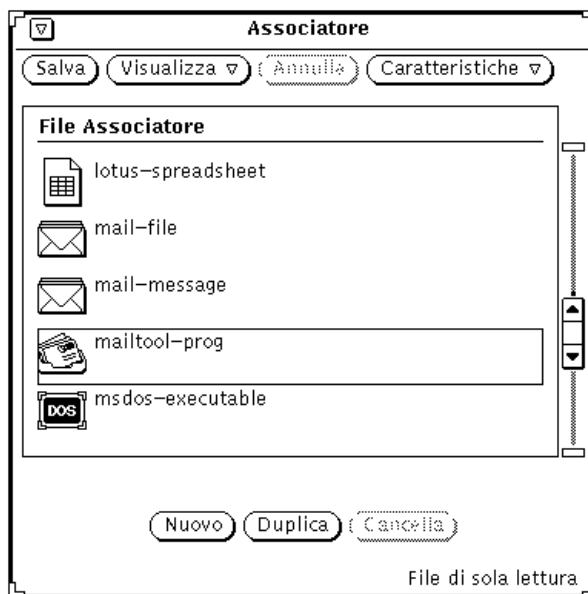 Associatore
Salva Visualizza Annulla Caratteristiche
File Associatore
lotus-spreadsheet
mail-file
mail-message
mailtool-prog
DOS msdos-executable
Nuovo Duplica Cancella
File di sola lettura